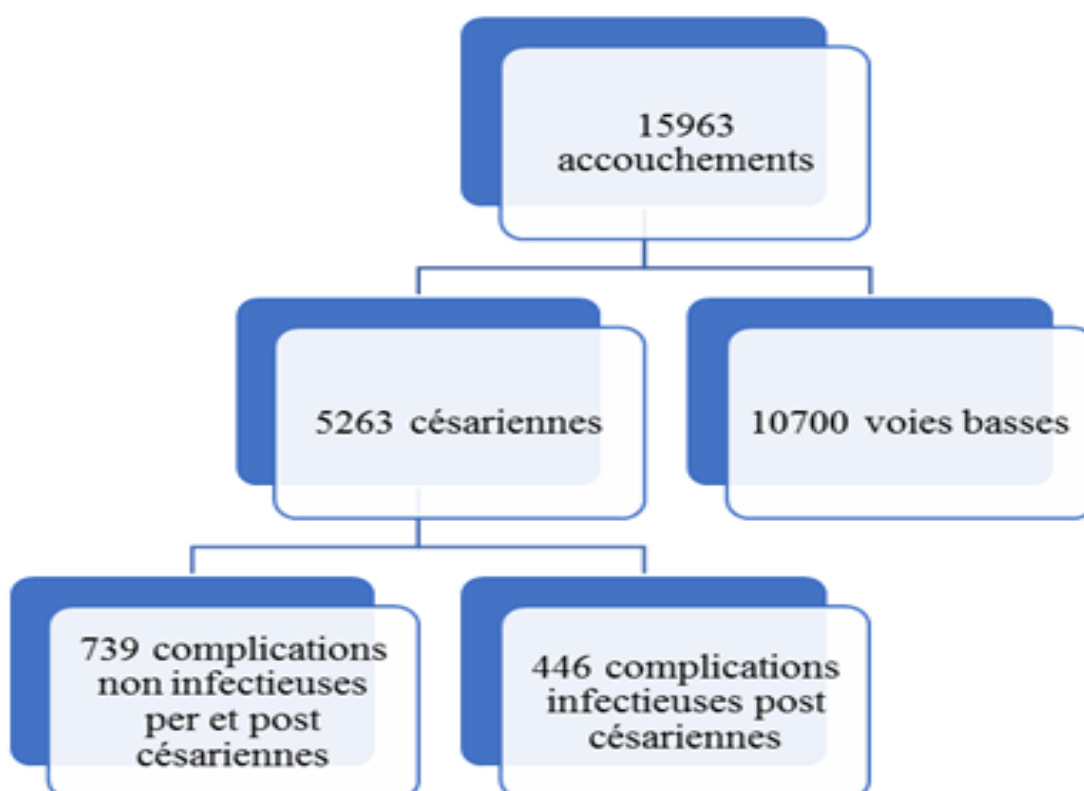 15963
accouchements
5263 césariennes
10700 voies basses
739 complications
non infectieuses
per et post
césariennes
446 complications
infectieuses post
césariennes